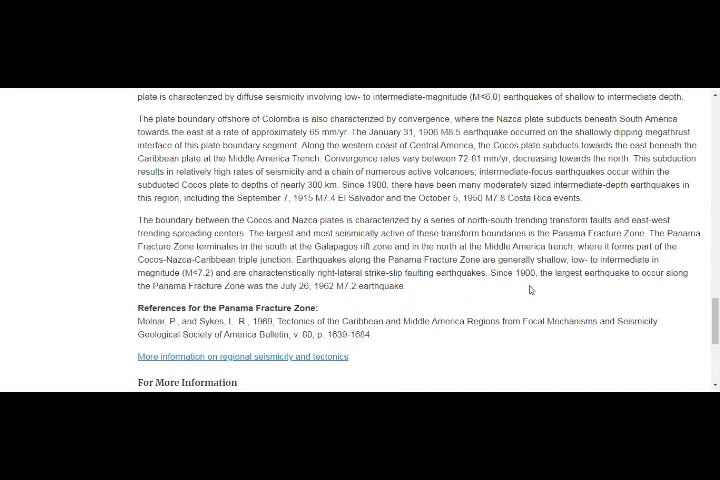 plate is characterized by diffuse seismicity involving low- to intermediate-magnitude (M<6.0) earthquakes of shallow to intermediate depth.
The plate boundary offshore of Colombia is also characterized by convergence, where the Nazca plate subducts beneath South America
towards the east at a rate of approximately 65 mm/yr. The January 31, 1906 M8.5 earthquake occurred on the shallowly dipping megathrust
interface of this plate boundary segment. Along the western coast of Central America, the Cocos plate subducts towards the east beneath the
Caribbean plate at the Middle America Trench. Convergence rates vary between 72-81 mm/yr, decreasing towards the north. This subduction
results in relatively high rates of seismicity and a chain of numerous active volcanoes; intermediate-focus earthquakes occur within the
subducted Cocos plate to depths of nearly 300 km. Since 1900, there have been many moderately sized intermediate-depth earthquakes in
this region, including the September 7, 1915 M7.4 El Salvador and the October 5, 1950 M7.8 Costa Rica events.
The boundary between the Cocos and Nazca plates is characterized by a series of north-south trending transform faults and east-west
trending spreading centers. The largest and most seismically active of these transform boundaries is the Panama Fracture Zone. The Panama
Fracture Zone terminates in the south at the Galapagos rift zone and in the north at the Middle America trench, where it forms part of the
Cocos-Nazca-Caribbean triple junction. Earthquakes along the Panama Fracture Zone are generally shallow, low- to intermediate in
magnitude (M<7.2) and are characteristically right-lateral strike-slip faulting earthquakes. Since 1900, the largest earthquake to occur along
the Panama Fracture Zone was the July 26, 1962 M7.2 earthquake.
References for the Panama Fracture Zone:
Molnar, P., and Sykes, L. R., 1969, Tectonics of the Caribbean and Middle America Regions from Focal Mechanisms and Seismicity
Geological Society of America Bulletin, v. 80, p. 1639-1684.
More information on regional seismicity and tectonics
For More Information